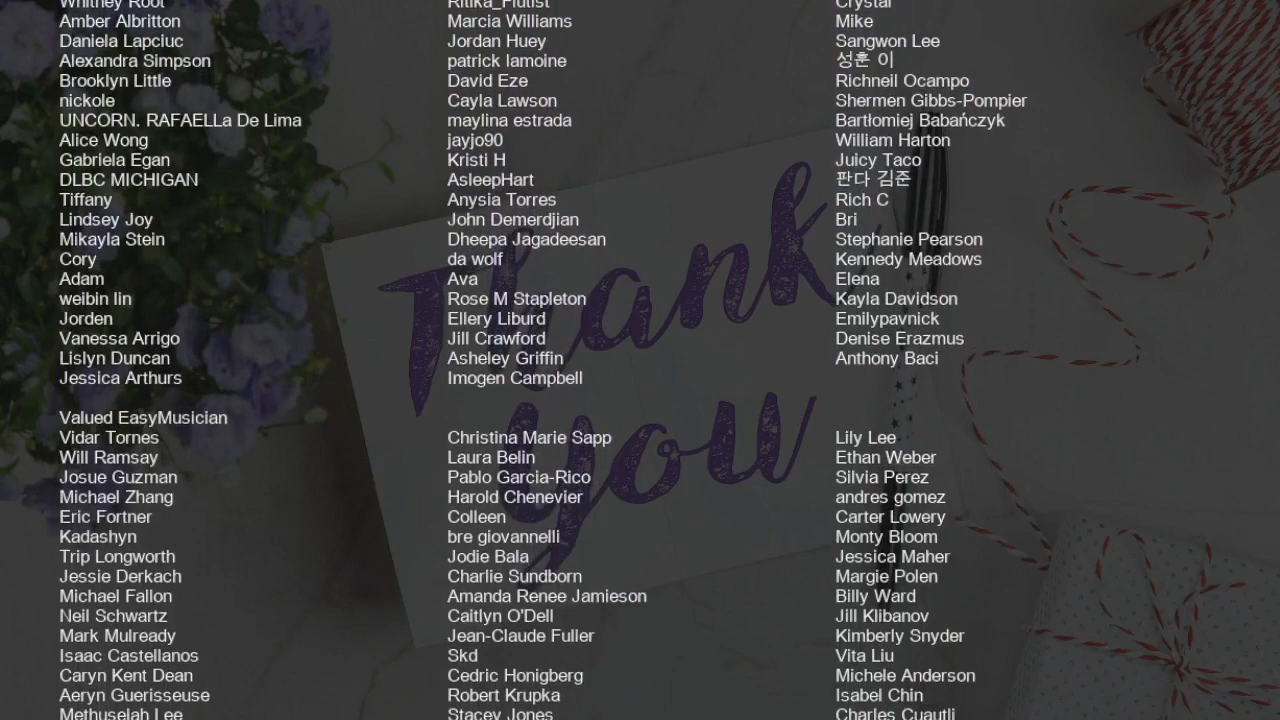 Whitney Root
Amber Albritton
Daniela Lapciuc
Alexandra Simpson
Brooklyn Little
nickole
UNCORN. RAFAELLa De Lima
Alice Wong
Gabriela Egan
DLBC MICHIGAN
Tiffany
Lindsey Joy
Mikayla Stein
Cory
Adam
weibin lin
Jorden
Vanessa Arrigo
Lislyn Duncan
Jessica Arthurs
Ritika_Flutist
Marcia Williams
Jordan Huey
patrick lamoine
David Eze
Cayla Lawson
maylina estrada
jayjo90
Kristi H
AsleepHart
Anysia Torres
John Demerdjian
Dheepa Jagadeesan
da wolf
Ava
Rose M Stapleton
Ellery Liburd
Jill Crawford
Asheley Griffin
Imogen Campbell
Crystal
Mike
Sangwon Lee
성훈 이
Richneil Ocampo
Shermen Gibbs-Pompier
Bartłomiej Babańczyk
William Harton
Juicy Taco
판다 김준
Rich C
Bri
Stephanie Pearson
Kennedy Meadows
Elena
Kayla Davidson
Emilypavnick
Denise Erazmus
Anthony Baci
Valued EasyMusician
Vidar Tornes
Will Ramsay
Josue Guzman
Michael Zhang
Eric Fortner
Kadashyn
Trip Longworth
Jessie Derkach
Michael Fallon
Neil Schwartz
Mark Mulready
Isaac Castellanos
Caryn Kent Dean
Aeryn Guerisseuse
Methuselah Lee
Christina Marie Sapp
Laura Belin
Pablo Garcia-Rico
Harold Chenevier
Colleen
bre giovannelli
Jodie Bala
Charlie Sundborn
Amanda Renee Jamieson
Caitlyn O'Dell
Jean-Claude Fuller
Skd
Cedric Honigberg
Robert Krupka
Stacey Jones
Lily Lee
Ethan Weber
Silvia Perez
andres gomez
Carter Lowery
Monty Bloom
Jessica Maher
Margie Polen
Billy Ward
Jill Klibanov
Kimberly Snyder
Vita Liu
Michele Anderson
Isabel Chin
Charles Cuautli
Thank
you